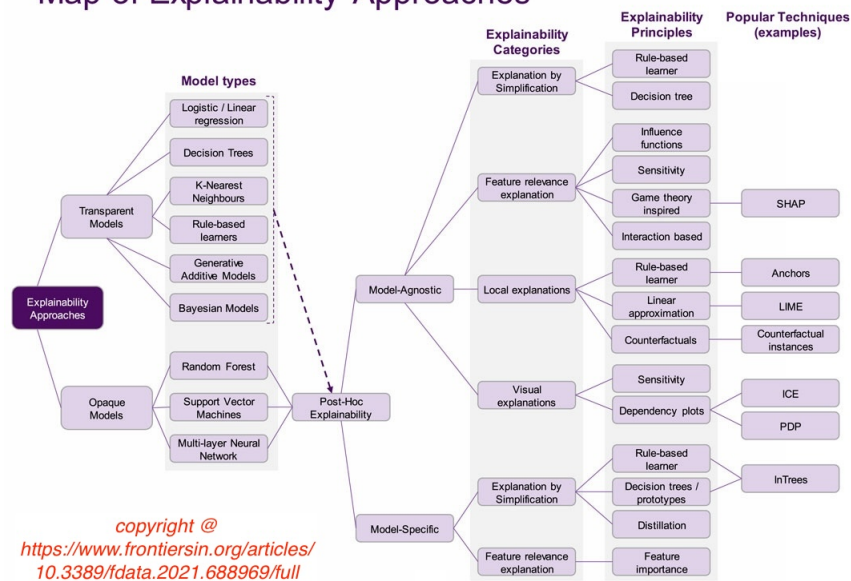 Map of Explainability Approaches
Explainability
Categories
Explainability
Principles
Popular Techniques
(examples)
Model types
Explainability
Approaches
Transparent
Models
Opaque
Models
Logistic / Linear
regression
Decision Trees
K-Nearest
Neighbours
Rule-based
learners
Generative
Additive Models
Bayesian Models
Random Forest
Support Vector
Machines
Multi-layer Neural
Network
Post-Hoc
Explainability
Model-Agnostic
Model-Specific
Explanation by
Simplification
Rule-based
learner
Decision tree
Feature relevance
explanation
Influence
functions
Sensitivity
Game theory
inspired
SHAP
Interaction based
Local explanations
Rule-based
learner
Anchors
Linear
approximation
LIME
Counterfactuals
Counterfactual
instances
Visual
explanations
Sensitivity
Dependency plots
ICE
PDP
Explanation by
Simplification
Rule-based
learner
Decision trees /
prototypes
InTrees
Distillation
Feature relevance
explanation
Feature
importance
copyright @
https://www.frontiersin.org/articles/
10.3389/fdata.2021.688969/full